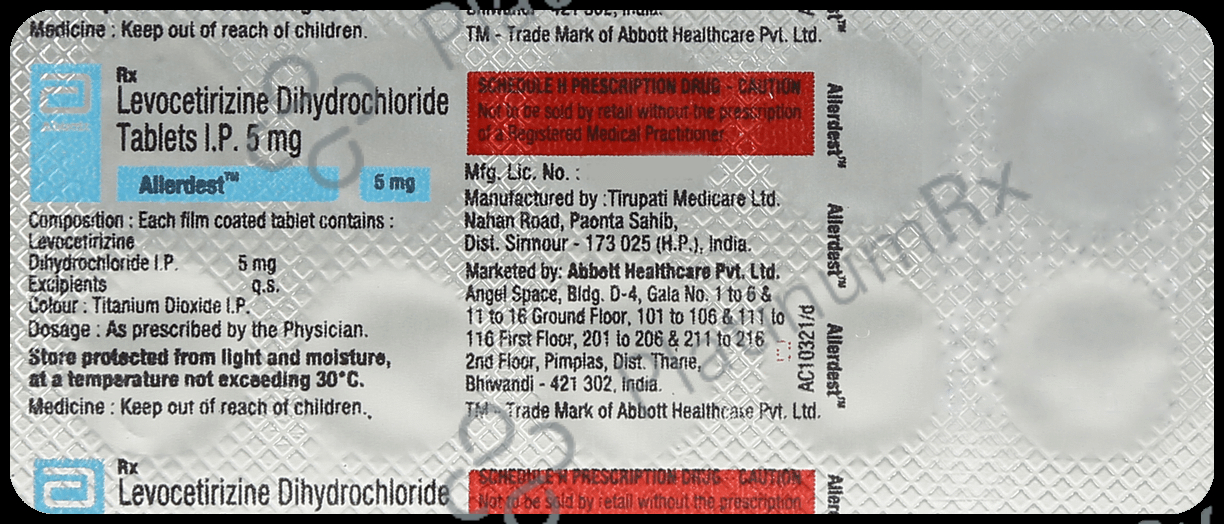 Bhiwandi - 421 302, India.
Medicine : Keep out of reach of children.
TM - Trade Mark of Abbott Healthcare Pvt. Ltd.
Rx
Levocetirizine Dihydrochloride
Tablets I.P. 5 mg
Allerdest™ 5 mg
Composition : Each film coated tablet contains :
Levocetirizine
Dihydrochloride I.P. 5 mg
Excipients q.s.
Colour : Titanium Dioxide I.P.
Dosage : As prescribed by the Physician.
Store protected from light and moisture,
at a temperature not exceeding 30°C.
Medicine : Keep out of reach of children.
SCHEDULE H PRESCRIPTION DRUG - CAUTION
Not to be sold by retail without the prescription
of a Registered Medical Practitioner
Mfg. Lic. No. :
Manufactured by :Tirupati Medicare Ltd.
Nahan Road, Paonta Sahib,
Dist. Sirmour - 173 025 (H.P.), India.
Marketed by: Abbott Healthcare Pvt. Ltd.
Angel Space, Bldg. D-4, Gala No. 1 to 6 &
11 to 16 Ground Floor, 101 to 106 & 111 to
116 First Floor, 201 to 206 & 211 to 216
2nd Floor, Pimplas, Dist. Thane,
Bhiwandi - 421 302, India.
TM - Trade Mark of Abbott Healthcare Pvt. Ltd.
AC10321/d
Allerdest™
Allerdest™
Allerdest™
Rx
Levocetirizine Dihydrochloride
SCHEDULE H PRESCRIPTION DRUG - CAUTION
Not to be sold by retail without the prescription
PlatinumRx